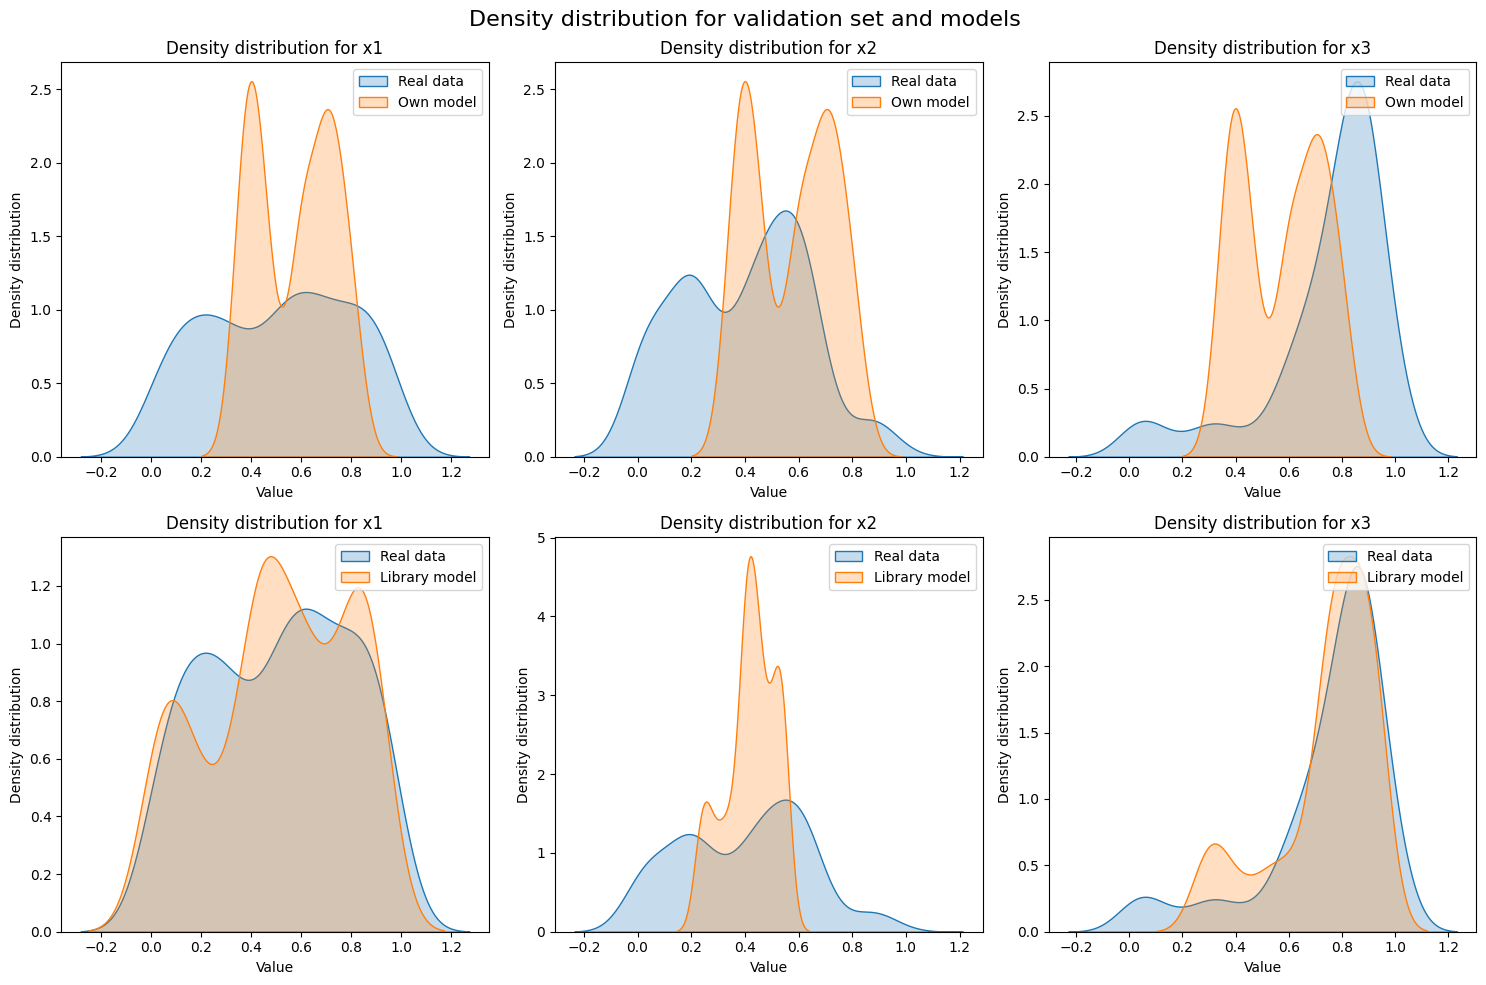 Density distribution for validation set and models
Density distribution for x1
Real data
Own model
Density distribution
2.5
2.0
1.5
1.0
0.5
0.0
−0.2 0.0 0.2 0.4 0.6 0.8 1.0 1.2
Value
Density distribution for x2
Real data
Own model
Density distribution
2.5
2.0
1.5
1.0
0.5
0.0
−0.2 0.0 0.2 0.4 0.6 0.8 1.0 1.2
Value
Density distribution for x3
Real data
Own model
Density distribution
2.5
2.0
1.5
1.0
0.5
0.0
−0.2 0.0 0.2 0.4 0.6 0.8 1.0 1.2
Value
Density distribution for x1
Real data
Library model
Density distribution
1.2
1.0
0.8
0.6
0.4
0.2
0.0
−0.2 0.0 0.2 0.4 0.6 0.8 1.0 1.2
Value
Density distribution for x2
Real data
Library model
Density distribution
5
4
3
2
1
0
−0.2 0.0 0.2 0.4 0.6 0.8 1.0 1.2
Value
Density distribution for x3
Real data
Library model
Density distribution
2.5
2.0
1.5
1.0
0.5
0.0
−0.2 0.0 0.2 0.4 0.6 0.8 1.0 1.2
Value